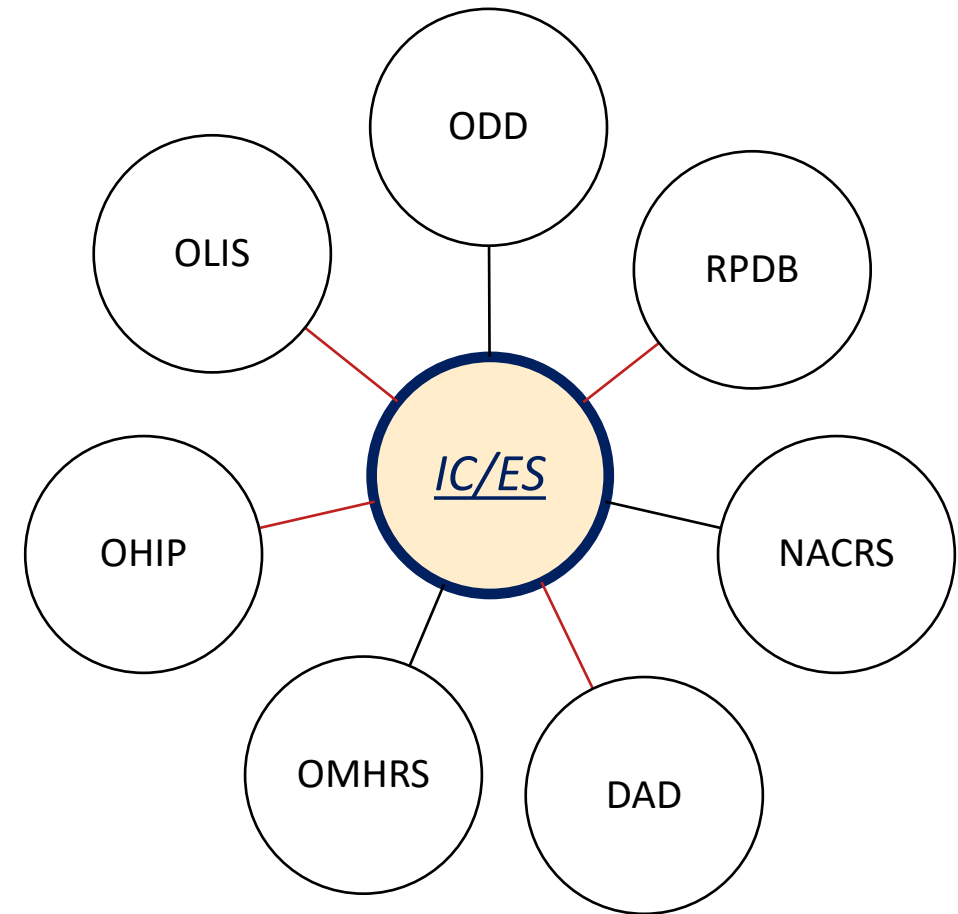 ODD
OLIS
RPDB
IC/ES
OHIP
NACRS
OMHRS
DAD